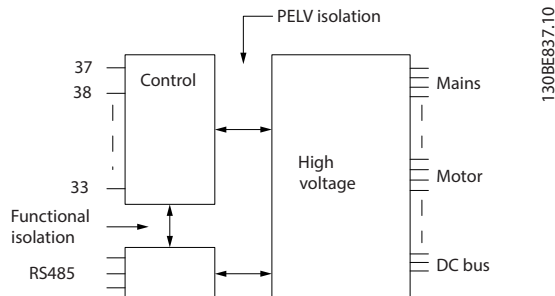 PELV isolation
130BE837.10
37
38
33
Control
High
voltage
Mains
Motor
DC bus
Functional
isolation
RS485